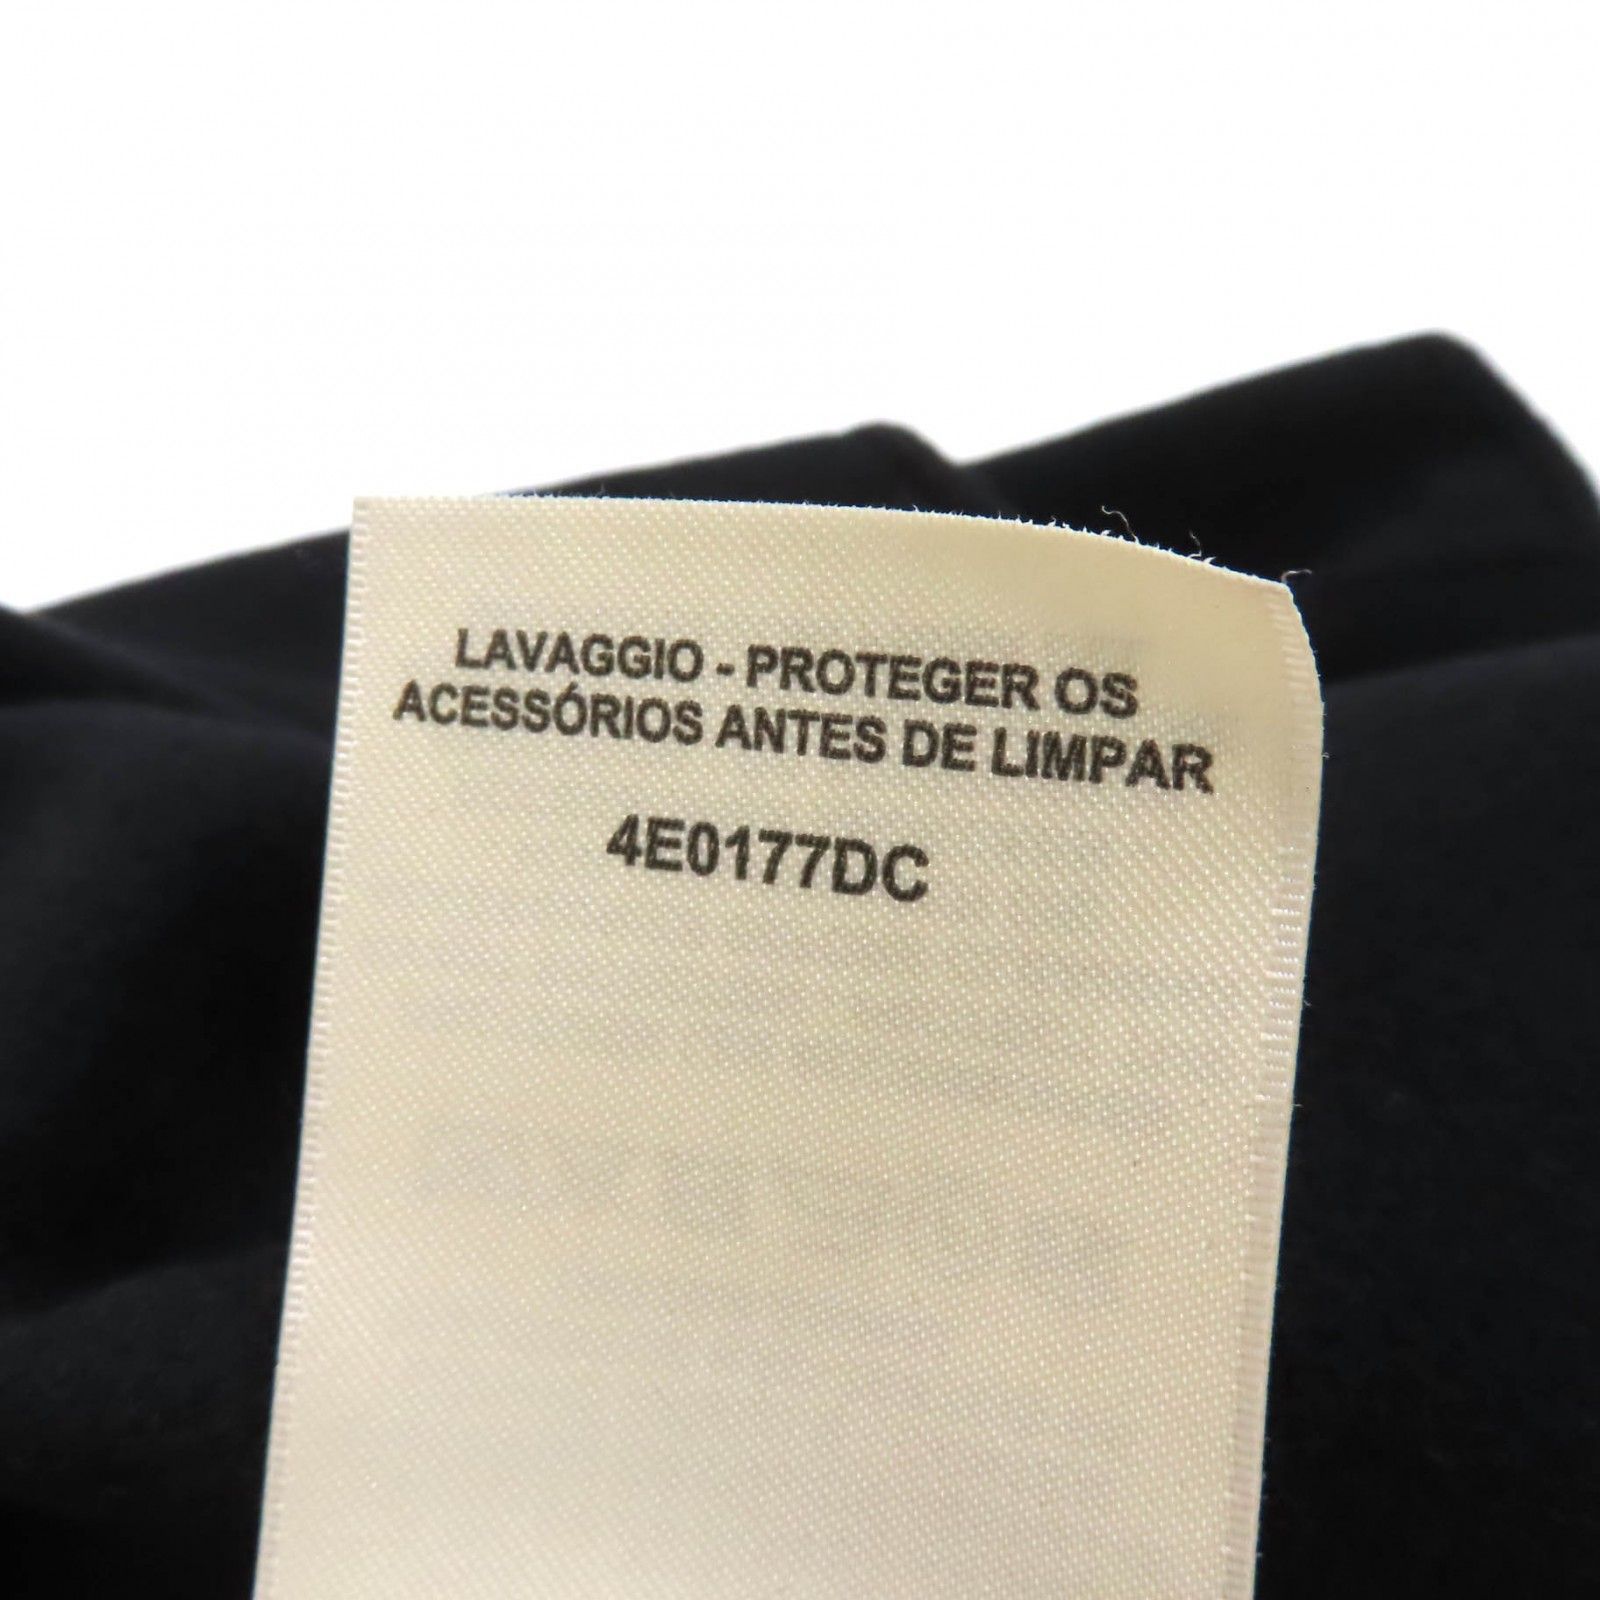 LAVAGGIO - PROTEGER OS
ACESSÓRIOS ANTES DE LIMPAR
4E0177DC